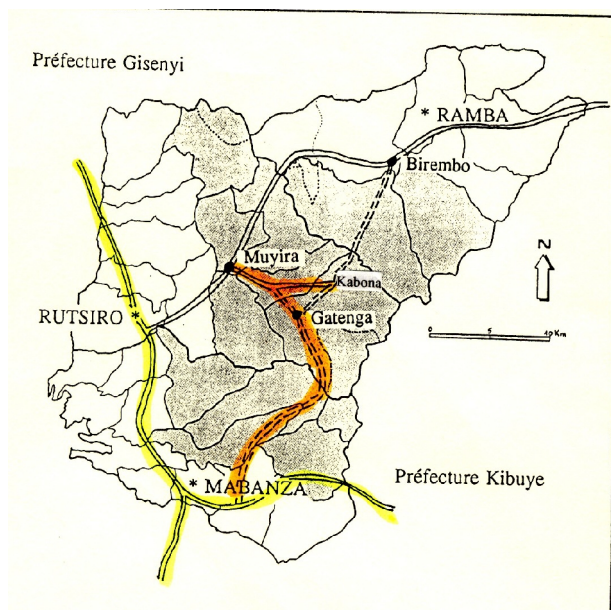 Préfecture Gisenyi
* RAMBA
Birembo
Muyira
Kabona
N
RUTSIRO *
Gatenga
0 5 10 Km
* MABANZA
Préfecture Kibuye